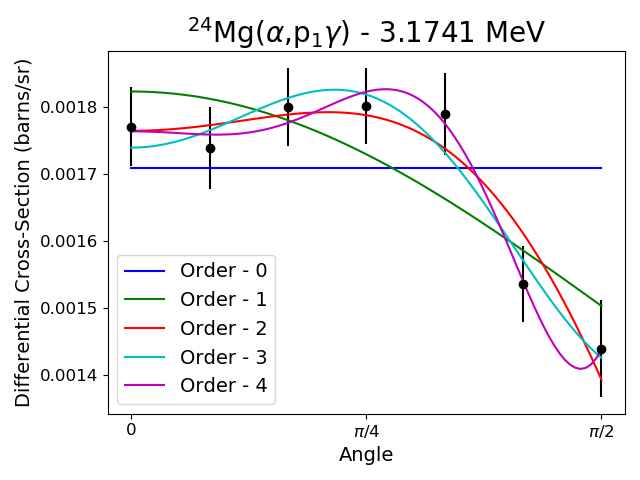 ²⁴Mg(α,p₁γ) - 3.1741 MeV
Differential Cross-Section (barns/sr)
0.0018
0.0017
0.0016
0.0015
0.0014
Order - 0
Order - 1
Order - 2
Order - 3
Order - 4
0 π/4 π/2
Angle